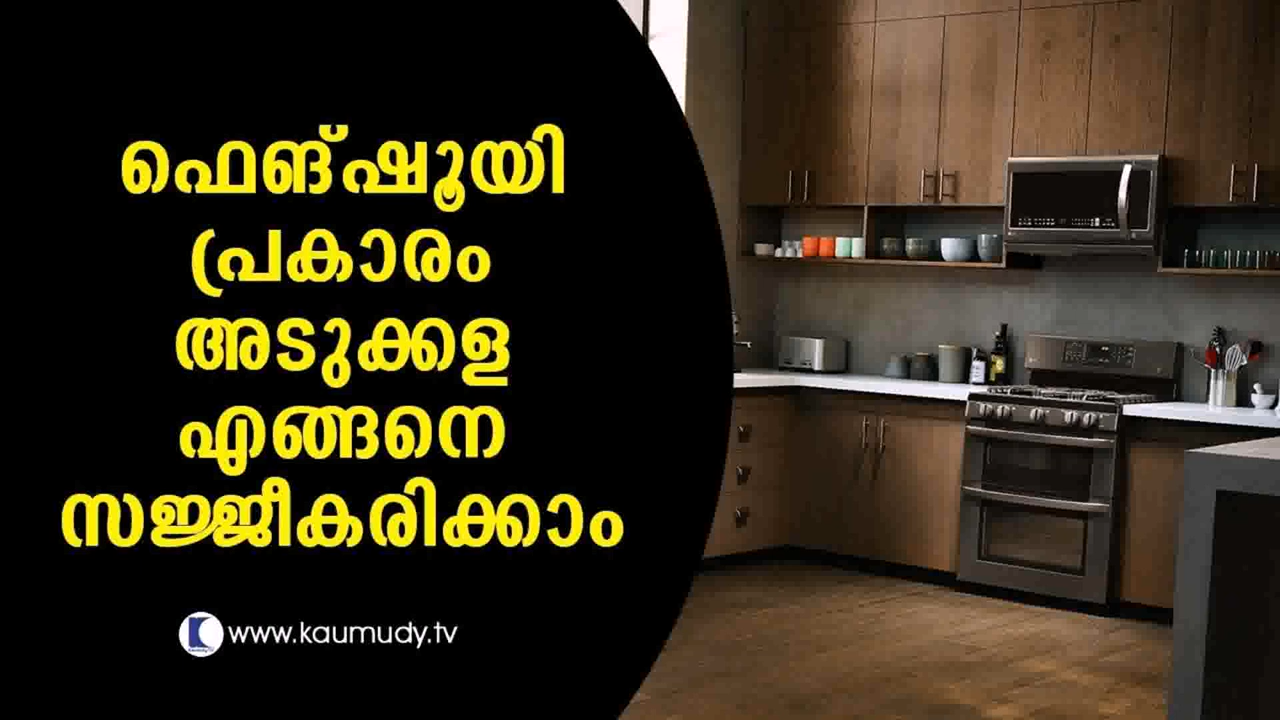 ഫെങ്ഷൂയി
പ്രകാരം
അടുക്കള
എങ്ങനെ
സജ്ജീകരിക്കാം
www.kaumudy.tv